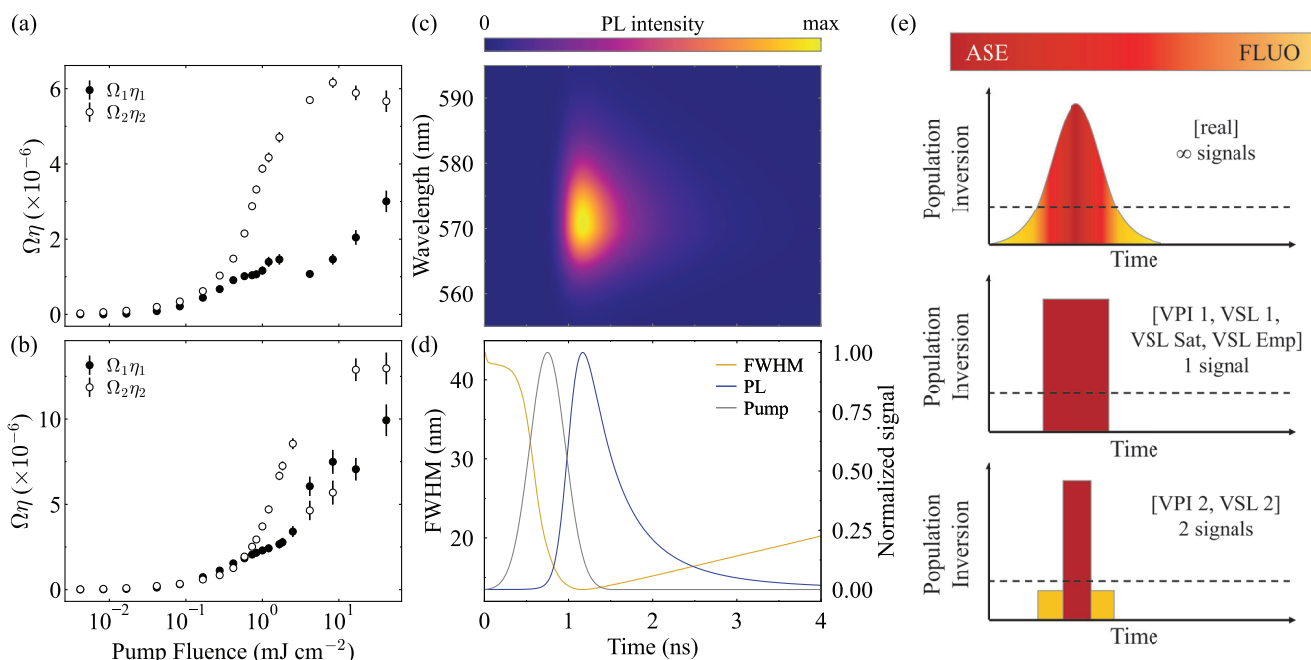 (a)
6
4
2
0
Ωη (×10⁻⁶)
Ω₁η₁
Ω₂η₂
(b)
10
5
0
Ωη (×10⁻⁶)
Ω₁η₁
Ω₂η₂
10⁻² 10⁻¹ 10⁰ 10¹
Pump Fluence (mJ cm⁻²)
(c)
0 PL intensity max
590
580
570
560
Wavelength (nm)
(d)
40
30
20
FWHM (nm)
FWHM
PL
Pump
1.00
0.75
0.50
0.25
0.00
Normalized signal
0 1 2 3 4
Time (ns)
(e)
ASE FLUO
Population
Inversion
[real]
∞ signals
Time
Population
Inversion
[VPI 1, VSL 1,
VSL Sat, VSL Emp]
1 signal
Time
Population
Inversion
[VPI 2, VSL 2]
2 signals
Time